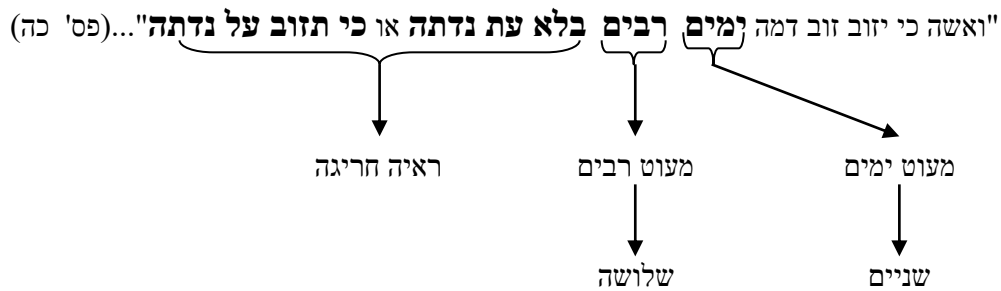 "ואשה כי יזוב זוב דמה ימים רבים בלא עת נדתה או כי תזוב על נדתה"...(פס' כה)
מעוט ימים מעוט רבים ראיה חריגה
שניים שלושה